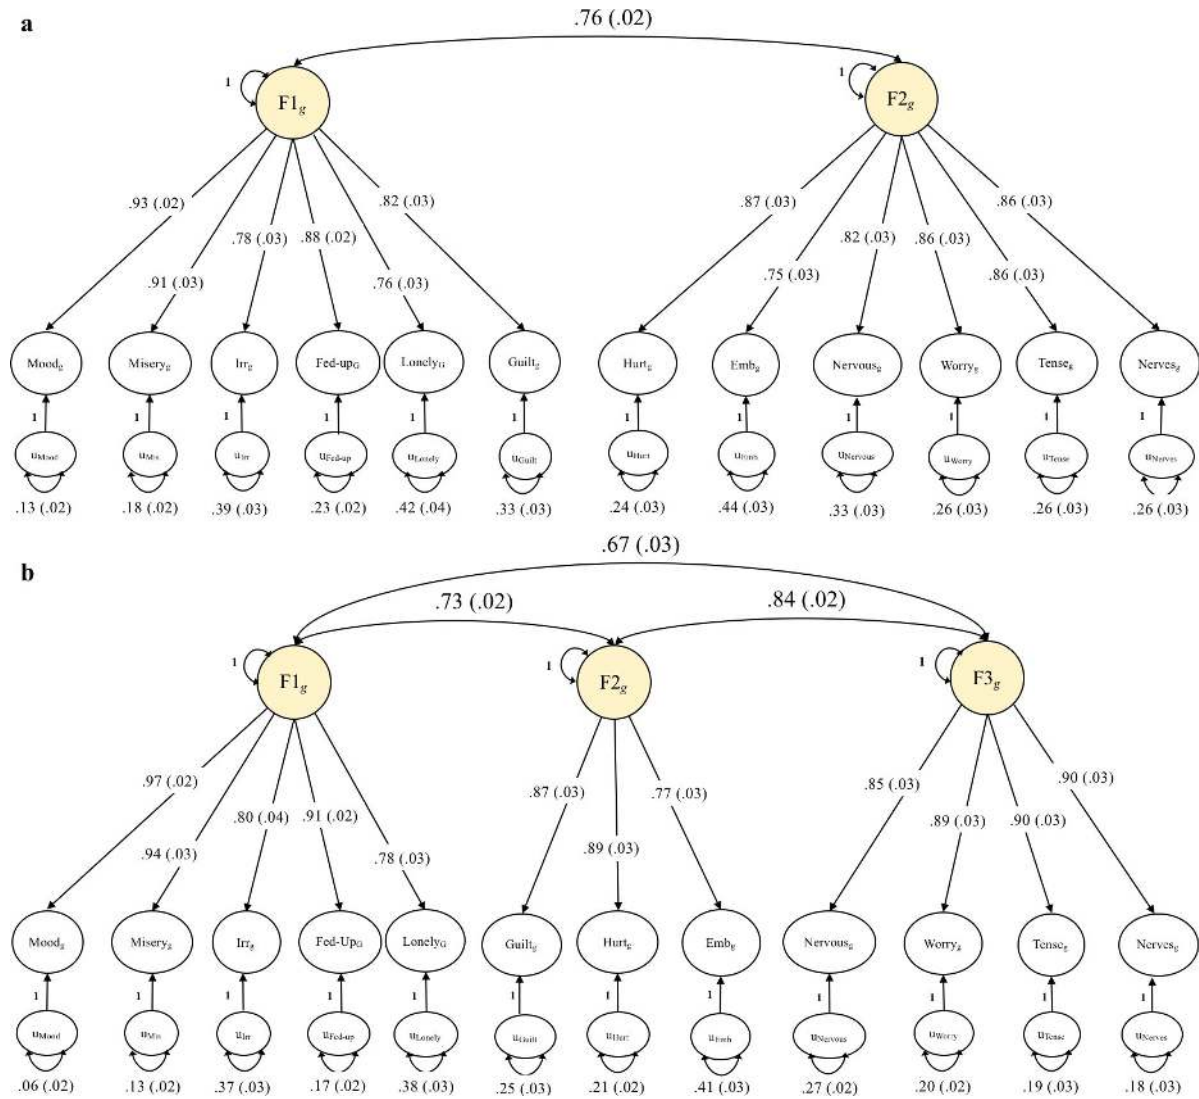 a
.76 (.02)
1 1
F1g F2g
.93 (.02) .82 (.03) .87 (.03) .86 (.03)
.78 (.03) .88 (.02) .82 (.03) .86 (.03)
.91 (.03) .76 (.03) .75 (.03) .86 (.03)
Moodg Miseryg Irrg Fed-upG LonelyG Guiltg Hurtg Embg Nervousg Worryg Tenseg Nervesg
1 1 1 1 1 1 1 1 1 1 1 1
uMood uMis uIrr uFed-up uLonely uGuilt uHurt uEmb uNervous uWorry uTense uNerves
.13 (.02) .18 (.02) .39 (.03) .23 (.02) .42 (.04) .33 (.03) .24 (.03) .44 (.03) .33 (.03) .26 (.03) .26 (.03) .26 (.03)
b
.67 (.03)
.73 (.02) .84 (.02)
1 1 1
F1g F2g F3g
.97 (.02) .87 (.03) .77 (.03) .85 (.03) .90 (.03)
.80 (.04) .91 (.02) .89 (.03) .90 (.03)
.94 (.03) .78 (.03) .89 (.03)
Moodg Miseryg Irrg Fed-UpG LonelyG Guiltg Hurtg Embg Nervousg Worryg Tenseg Nervesg
1 1 1 1 1 1 1 1 1 1 1 1
uMood uMis uIrr uFed-up uLonely uGuilt uHurt uEmb uNervous uWorry uTense uNerves
.06 (.02) .13 (.02) .37 (.03) .17 (.02) .38 (.03) .25 (.03) .21 (.02) .41 (.03) .27 (.02) .20 (.02) .19 (.03) .18 (.03)